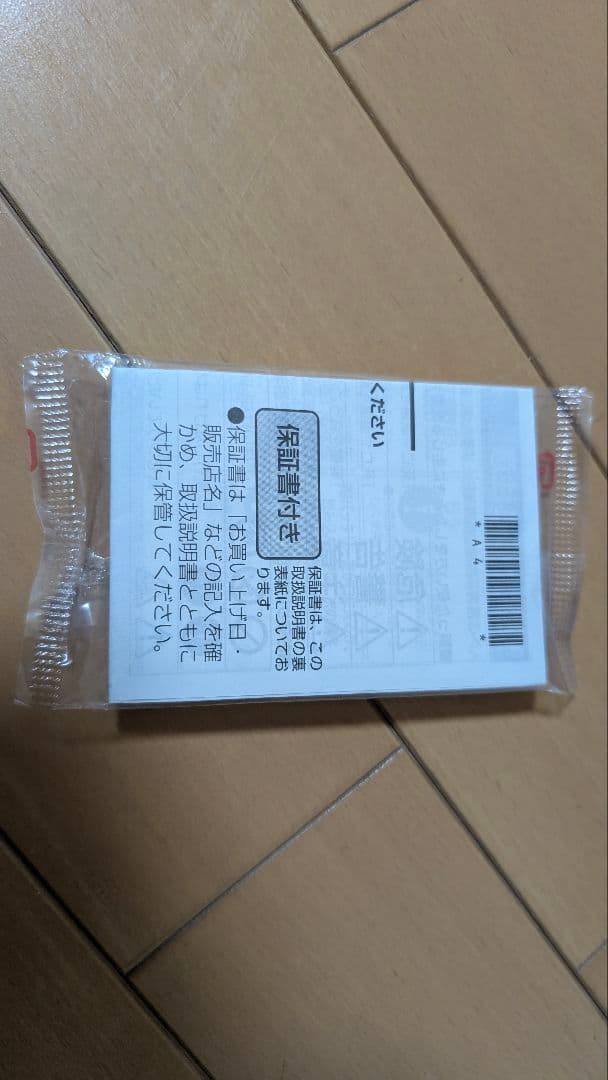 *A4 *
ください
保証書付き
保証書は、この
取扱説明書の裏
表紙についてお
ります。
●保証書は「お買い上げ日・
販売店名」などの記入を確
かめ、取扱説明書とともに
大切に保管してください。